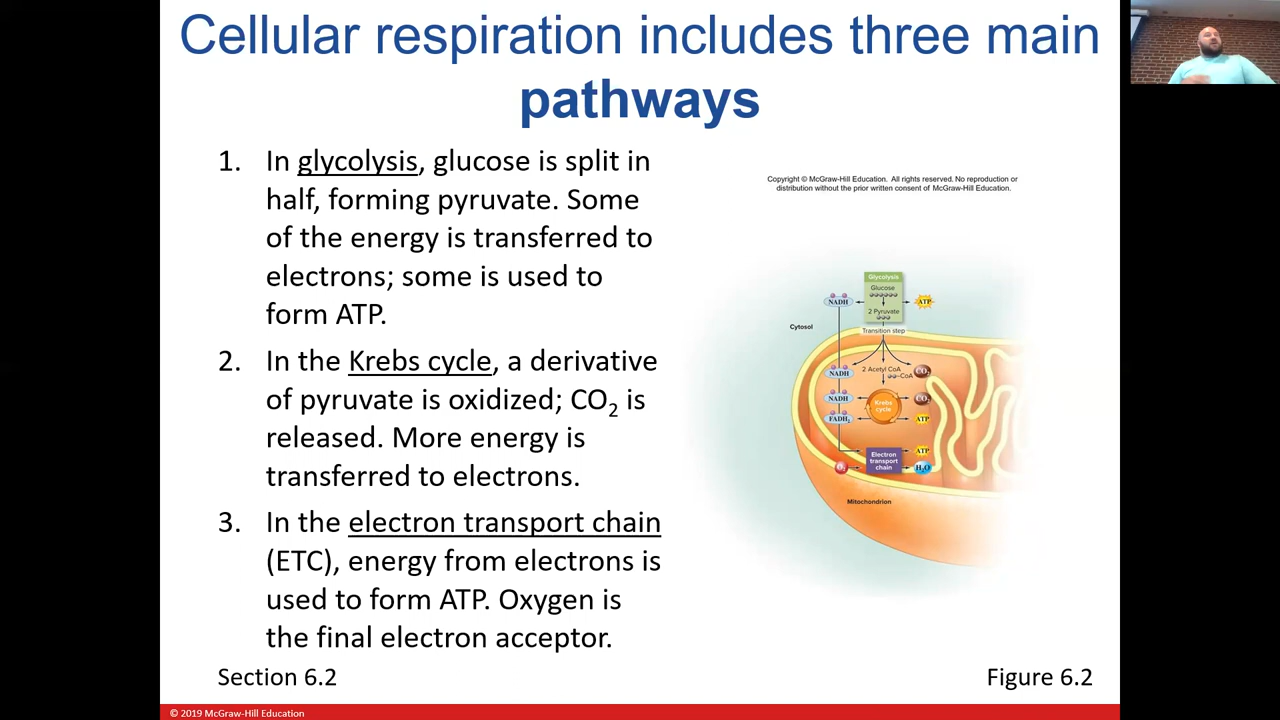 Cellular respiration includes three main
pathways
1. In glycolysis, glucose is split in
half, forming pyruvate. Some
of the energy is transferred to
electrons; some is used to
form ATP.
2. In the Krebs cycle, a derivative
of pyruvate is oxidized; CO₂ is
released. More energy is
transferred to electrons.
3. In the electron transport chain
(ETC), energy from electrons is
used to form ATP. Oxygen is
the final electron acceptor.
Section 6.2
Copyright © McGraw-Hill Education. All rights reserved. No reproduction or
distribution without the prior written consent of McGraw-Hill Education.
Glycolysis
Glucose
NADH
ATP
2 Pyruvate
Cytosol
Transition step
NADH
2 Acetyl CoA
CoA
CO₂
NADH
Krebs
cycle
CO₂
FADH₂
ATP
Electron
transport
chain
ATP
O₂
H₂O
Mitochondrion
Figure 6.2
© 2019 McGraw-Hill Education